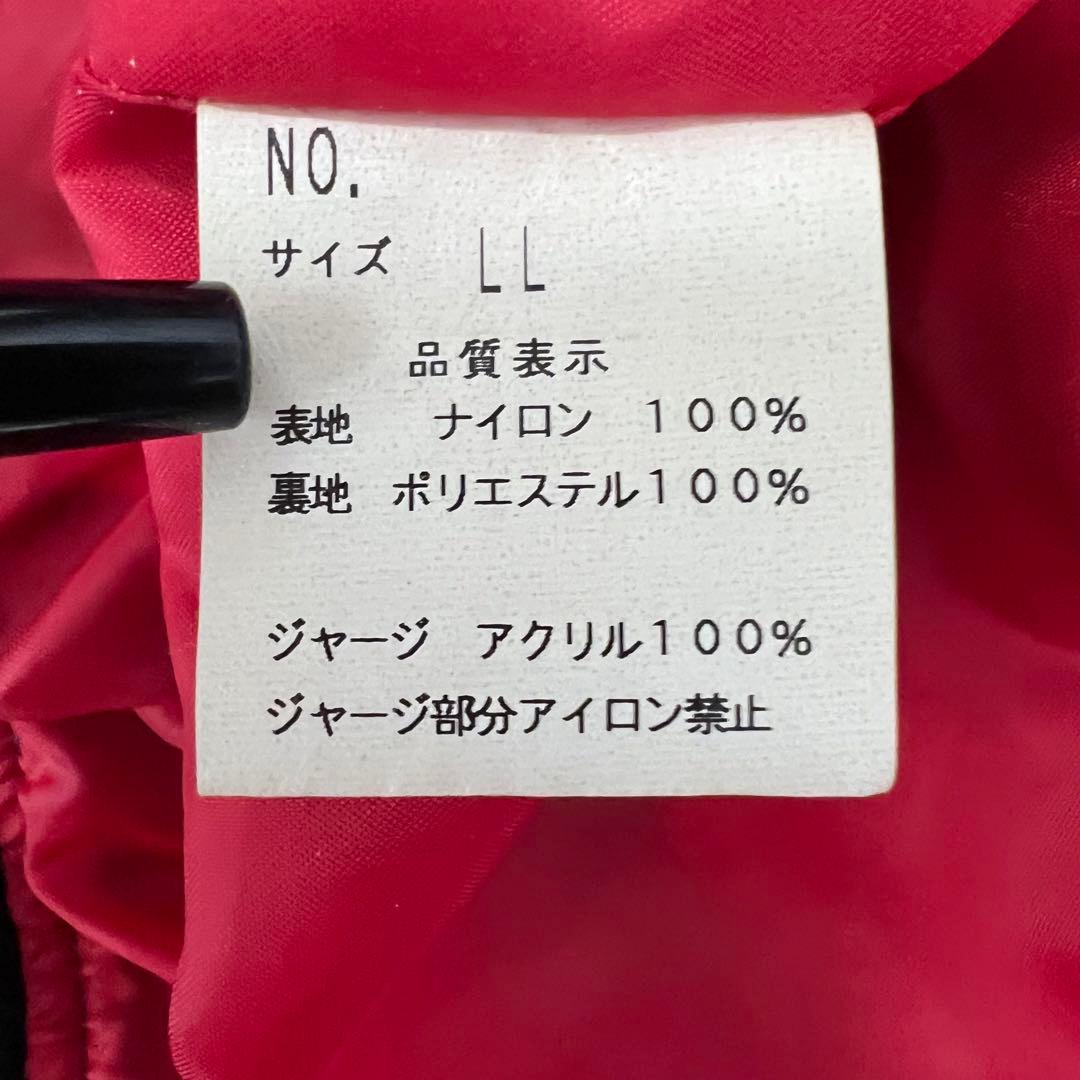 NO.
サイズ LL
品質表示
表地 ナイロン 100%
裏地 ポリエステル100%
ジャージ アクリル100%
ジャージ部分アイロン禁止